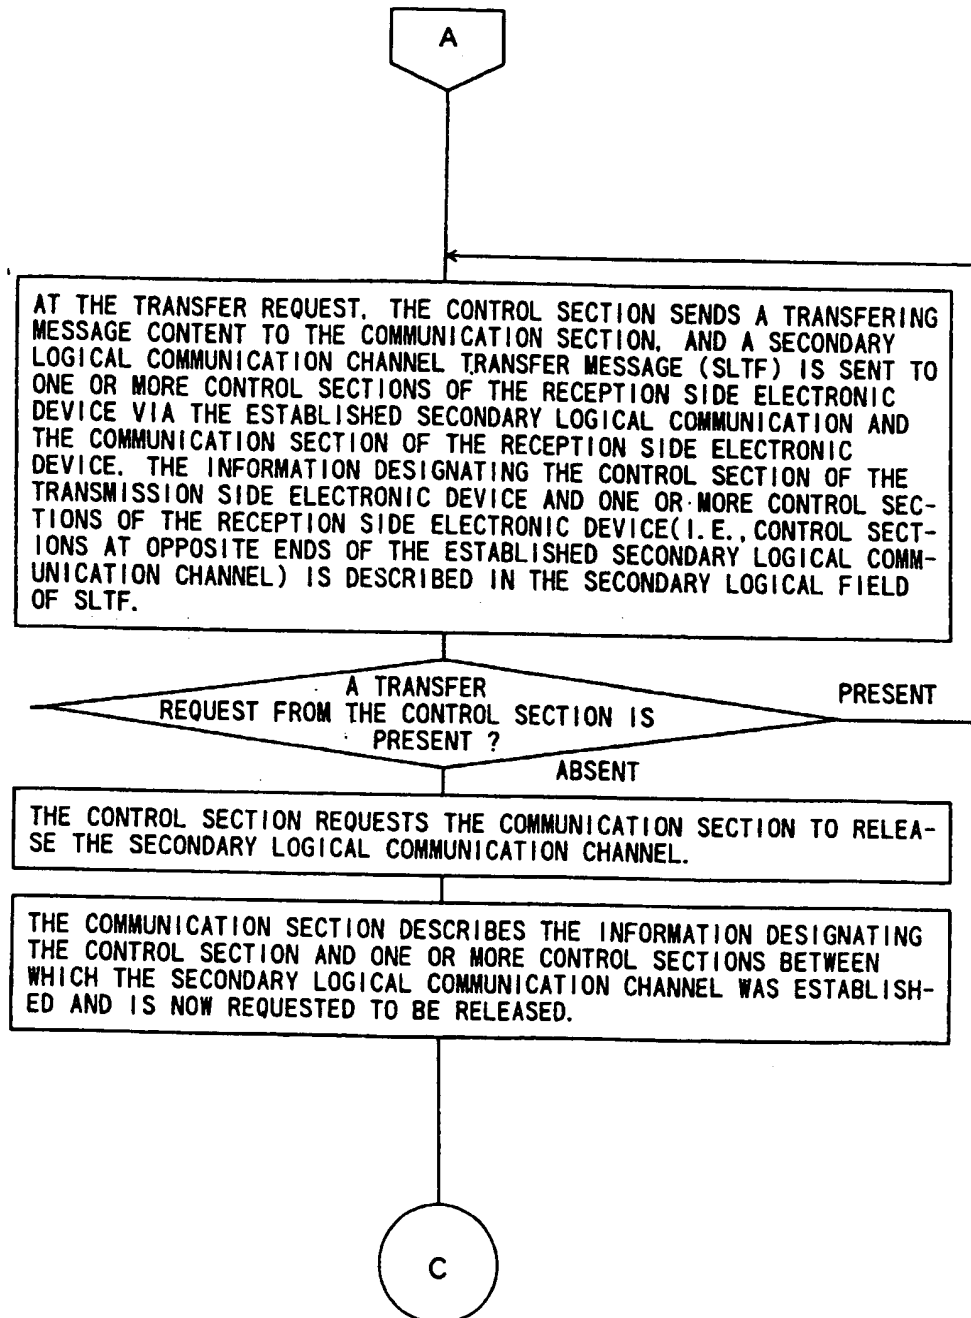 A
AT THE TRANSFER REQUEST, THE CONTROL SECTION SENDS A TRANSFERING
MESSAGE CONTENT TO THE COMMUNICATION SECTION, AND A SECONDARY
LOGICAL COMMUNICATION CHANNEL TRANSFER MESSAGE (SLTF) IS SENT TO
ONE OR MORE CONTROL SECTIONS OF THE RECEPTION SIDE ELECTRONIC
DEVICE VIA THE ESTABLISHED SECONDARY LOGICAL COMMUNICATION AND
THE COMMUNICATION SECTION OF THE RECEPTION SIDE ELECTRONIC
DEVICE. THE INFORMATION DESIGNATING THE CONTROL SECTION OF THE
TRANSMISSION SIDE ELECTRONIC DEVICE AND ONE OR MORE CONTROL SEC-
TIONS OF THE RECEPTION SIDE ELECTRONIC DEVICE(I.E.,CONTROL SECT-
IONS AT OPPOSITE ENDS OF THE ESTABLISHED SECONDARY LOGICAL COMM-
UNICATION CHANNEL) IS DESCRIBED IN THE SECONDARY LOGICAL FIELD
OF SLTF.
A TRANSFER
REQUEST FROM THE CONTROL SECTION IS
PRESENT ?
PRESENT
ABSENT
THE CONTROL SECTION REQUESTS THE COMMUNICATION SECTION TO RELEA-
SE THE SECONDARY LOGICAL COMMUNICATION CHANNEL.
THE COMMUNICATION SECTION DESCRIBES THE INFORMATION DESIGNATING
THE CONTROL SECTION AND ONE OR MORE CONTROL SECTIONS BETWEEN
WHICH THE SECONDARY LOGICAL COMMUNICATION CHANNEL WAS ESTABLISH-
ED AND IS NOW REQUESTED TO BE RELEASED.
C